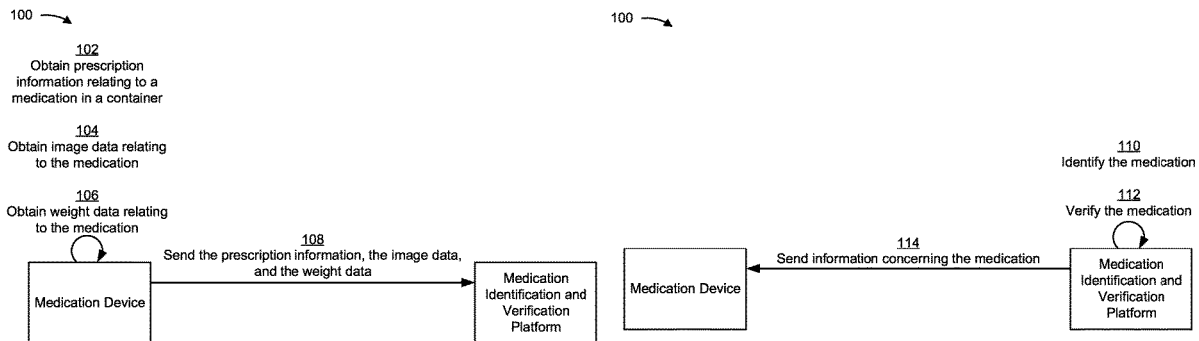 100
102
Obtain prescription
information relating to a
medication in a container
104
Obtain image data relating
to the medication
106
Obtain weight data relating
to the medication
108
Send the prescription information, the image data,
and the weight data
Medication Device
Medication
Identification and
Verification
Platform
100
110
Identify the medication
112
Verify the medication
114
Send information concerning the medication
Medication Device
Medication
Identification and
Verification
Platform